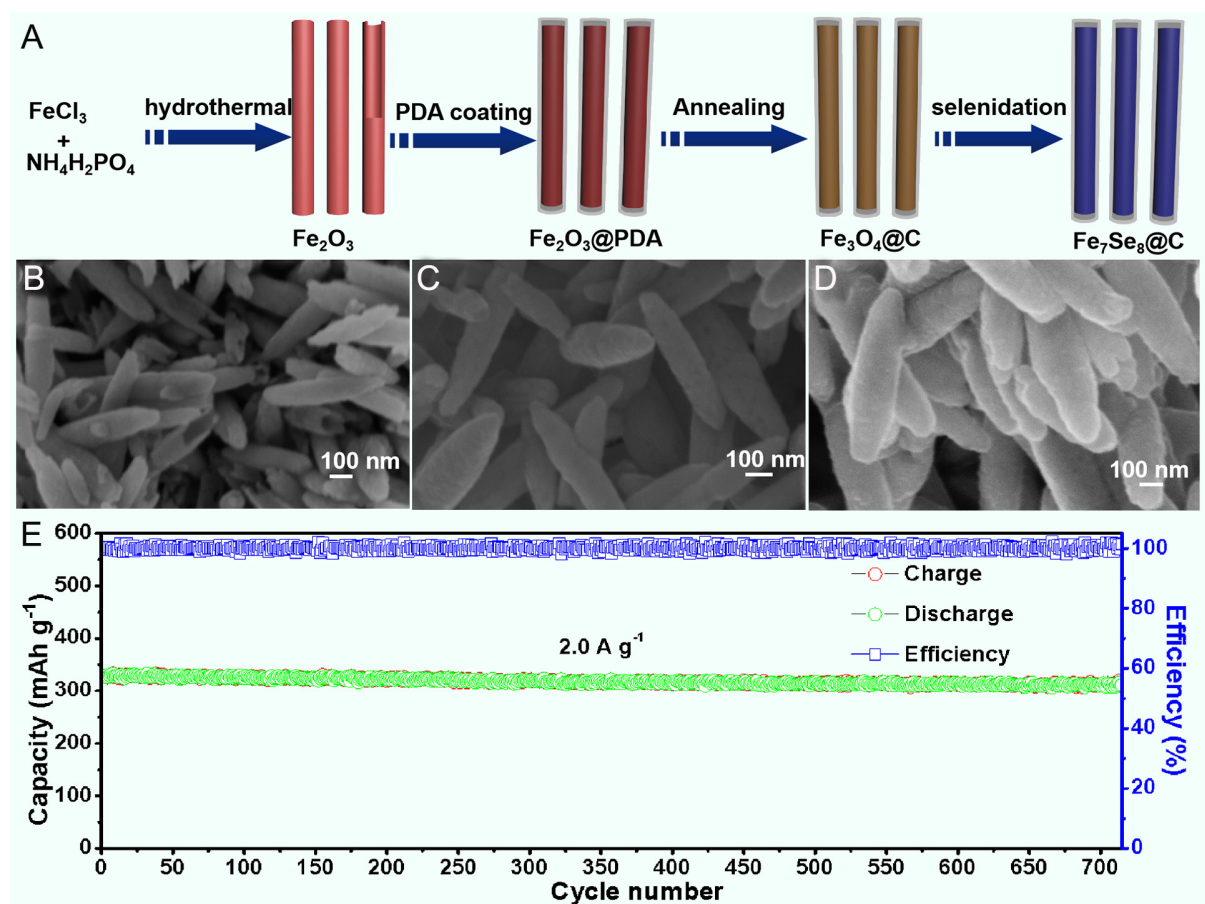 A
FeCl3
+
NH4H2PO4
hydrothermal
PDA coating
Annealing
selenidation
Fe2O3
Fe2O3@PDA
Fe3O4@C
Fe7Se8@C
B
100 nm
C
100 nm
D
100 nm
E
Capacity (mAh g-1)
600
500
400
300
200
100
0
2.0 A g-1
Charge
Discharge
Efficiency
100
80
60
40
20
0
Efficiency (%)
0 50 100 150 200 250 300 350 400 450 500 550 600 650 700
Cycle number